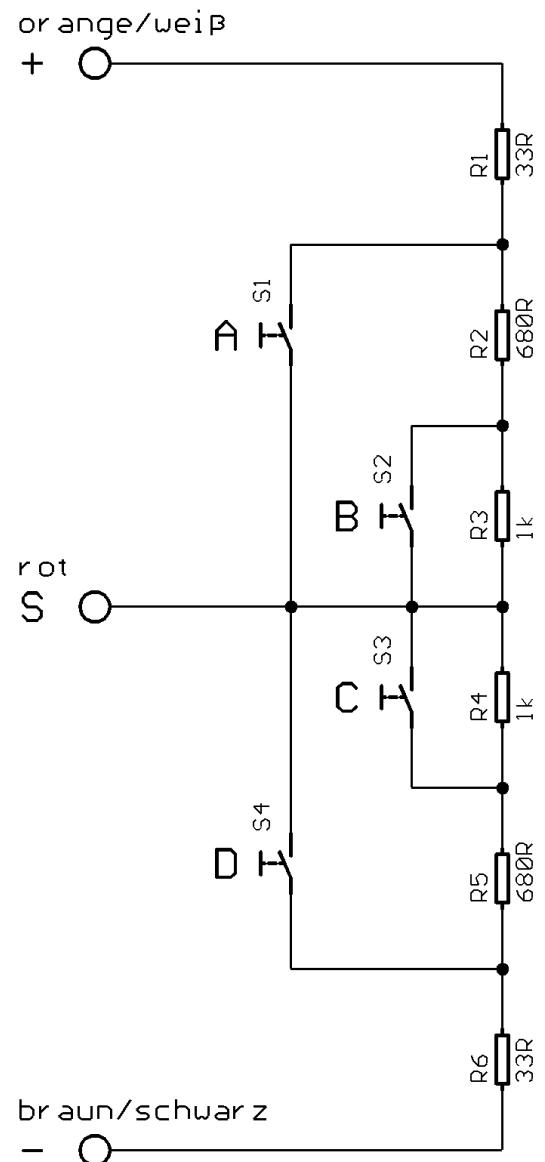 orange/weiß
+
R1 33R
S1
A
R2 680R
S2
B
R3 1k
rot
S
S3
C
R4 1k
S4
D
R5 680R
R6 33R
braun/schwarz
-